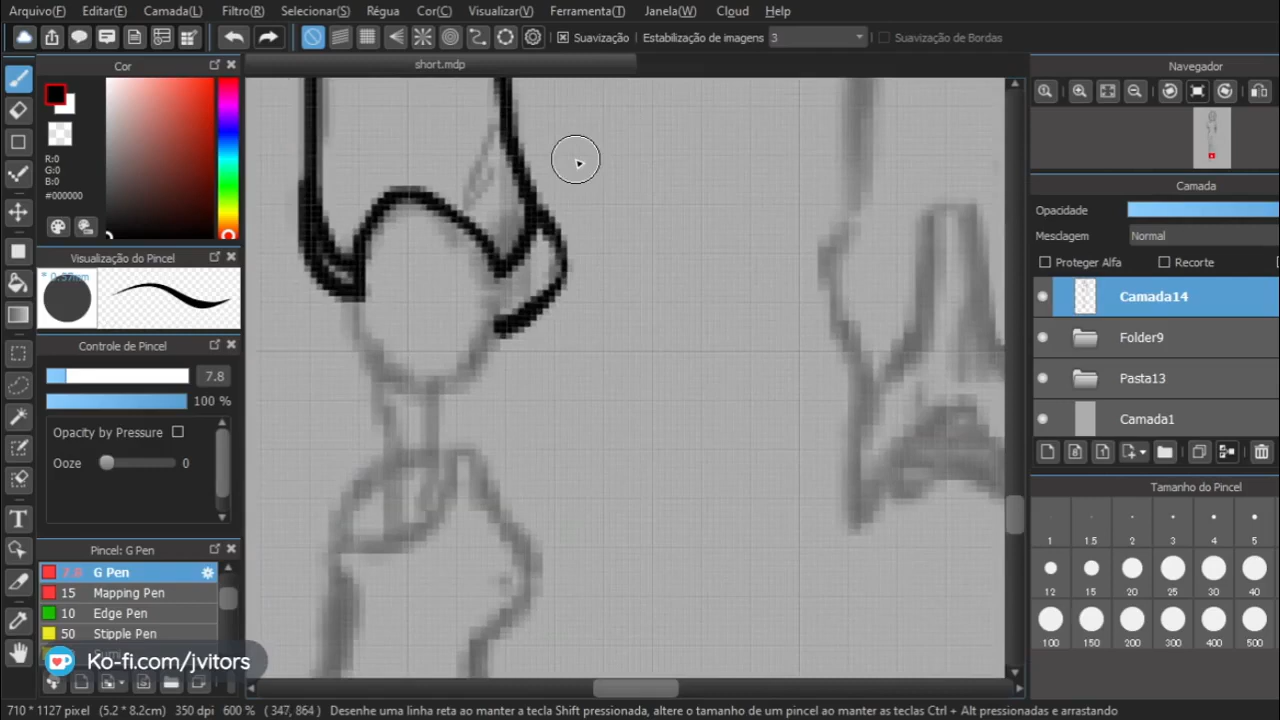 Arquivo(F) Editar(E) Camada(L) Filtro(R) Selecionar(S) Régua Cor(C) Visualizar(V) Ferramenta(T) Janela(W) Cloud Help
Suavização Estabilização de imagens 3 Suavização de Bordas
Cor
short.mdp
Navegador
R:0
G:0
B:0
#000000
Camada
Opacidade
Mesclagem Normal
Proteger Alfa Recorte
Visualização do Pincel
* 0.57mm
Camada14
Folder9
Pasta13
Camada1
Controle de Pincel
7.8
100 %
Opacity by Pressure
Ooze 0
Tamanho do Pincel
1 1.5 2 3 4 5
12 15 20 25 30 40
100 150 200 300 400 500
Pincel: G Pen
7.8 G Pen
15 Mapping Pen
10 Edge Pen
50 Stipple Pen
Sumi
Ko-fi.com/jvitors
710 * 1127 pixel (5.2 * 8.2cm) 350 dpi 600 % ( 347, 864 ) Desenhe uma linha reta ao manter a tecla Shift pressionada, altere o tamanho de um pincel ao manter as teclas Ctrl + Alt pressionadas e arrastando